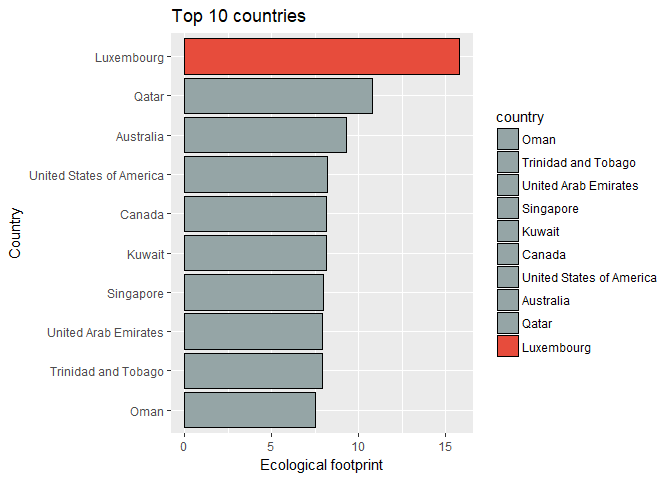 Top 10 countries
Country
Luxembourg
Qatar
Australia
United States of America
Canada
Kuwait
Singapore
United Arab Emirates
Trinidad and Tobago
Oman
0 5 10 15
Ecological footprint
country
Oman
Trinidad and Tobago
United Arab Emirates
Singapore
Kuwait
Canada
United States of America
Australia
Qatar
Luxembourg